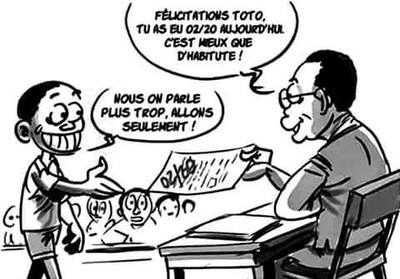 FÉLICITATIONS TOTO,
TU AS EU 02/20 AUJOURD'HUI.
C'EST MIEUX QUE
D'HABITUTE !
NOUS ON PARLE
PLUS TROP, ALLONS
SEULEMENT !
02/20